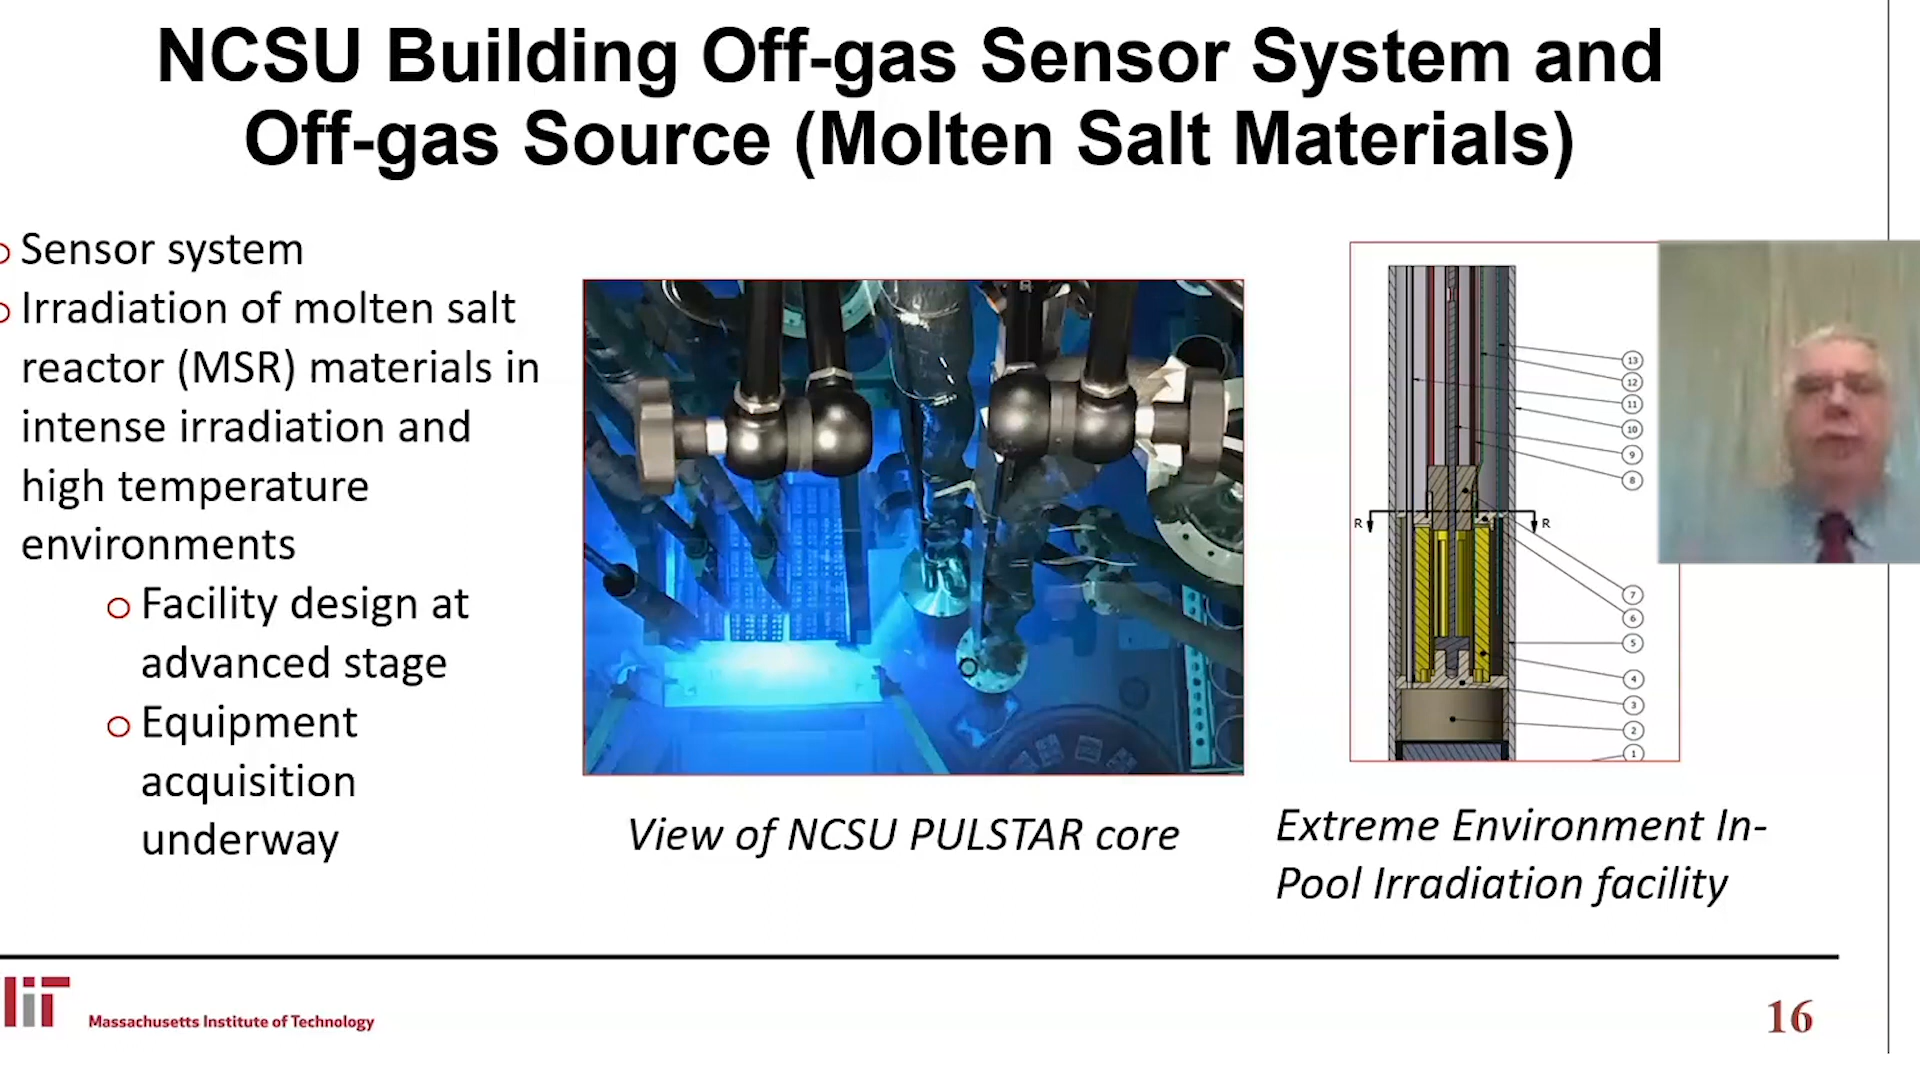 NCSU Building Off-gas Sensor System and
Off-gas Source (Molten Salt Materials)
Sensor system
Irradiation of molten salt
reactor (MSR) materials in
intense irradiation and
high temperature
environments
Facility design at
advanced stage
Equipment
acquisition
underway
View of NCSU PULSTAR core
13
12
11
10
9
8
R
R
7
6
5
4
3
2
1
Extreme Environment In-
Pool Irradiation facility
Massachusetts Institute of Technology
16